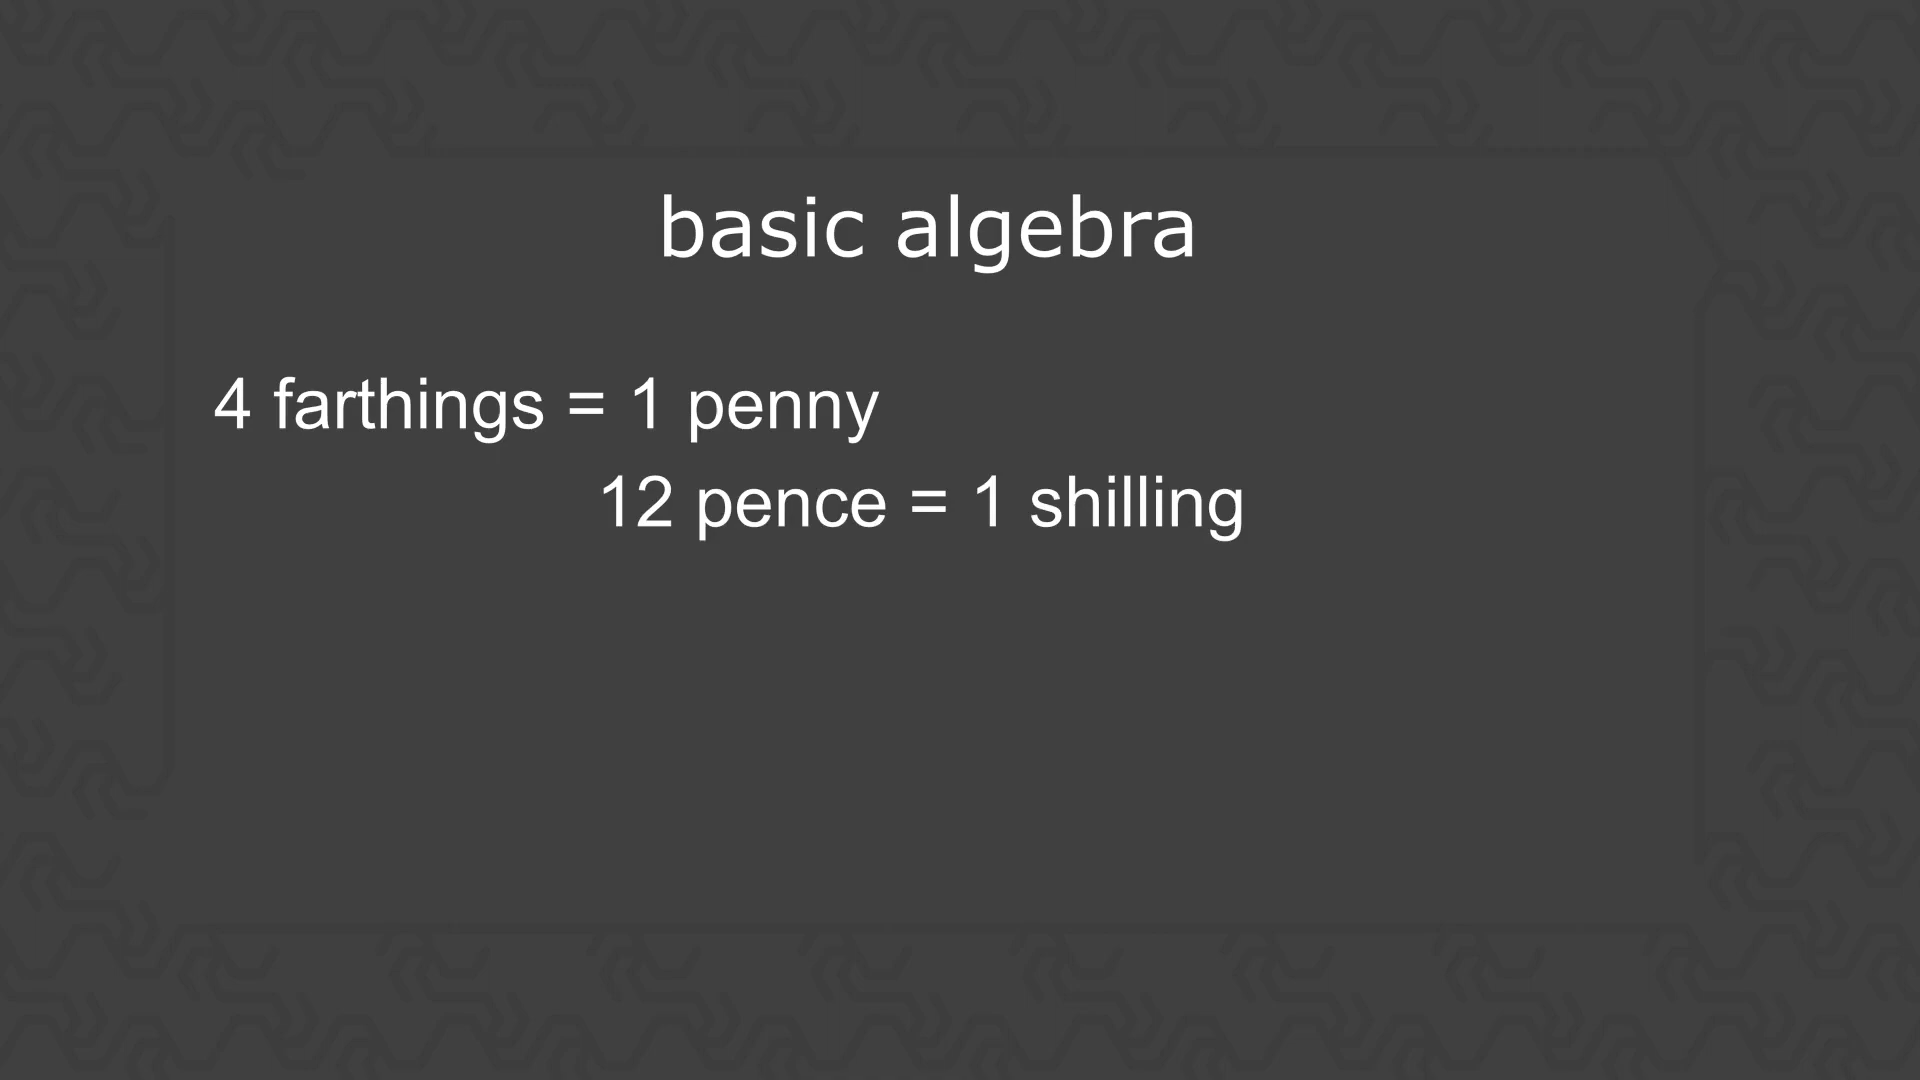 basic algebra
4 farthings = 1 penny
12 pence = 1 shilling